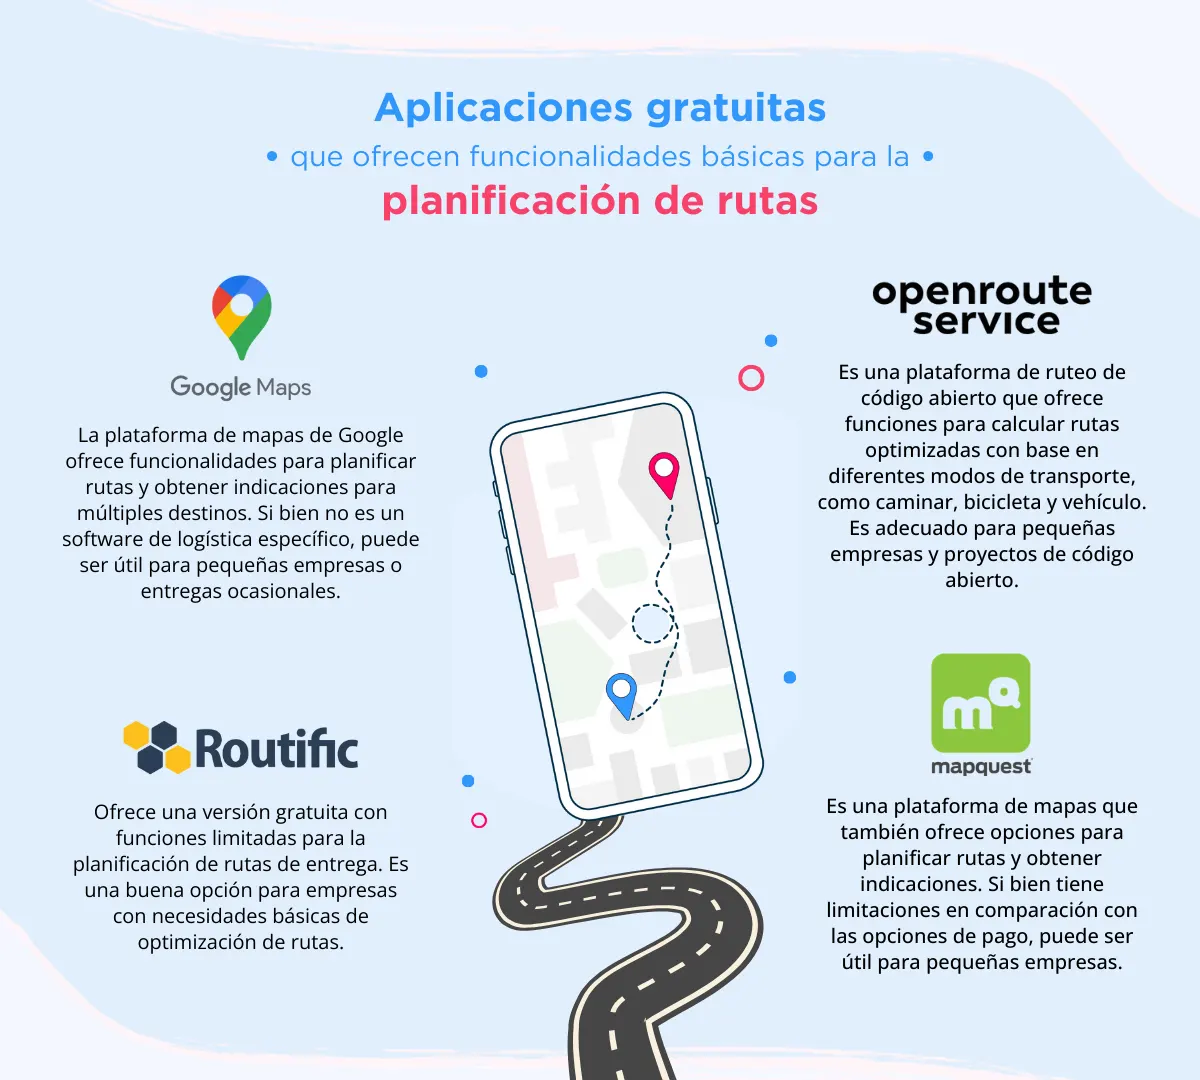 Aplicaciones gratuitas
• que ofrecen funcionalidades básicas para la •
planificación de rutas
Google Maps
La plataforma de mapas de Google
ofrece funcionalidades para planificar
rutas y obtener indicaciones para
múltiples destinos. Si bien no es un
software de logística específico, puede
ser útil para pequeñas empresas o
entregas ocasionales.
openroute
service
Es una plataforma de ruteo de
código abierto que ofrece
funciones para calcular rutas
optimizadas con base en
diferentes modos de transporte,
como caminar, bicicleta y vehículo.
Es adecuado para pequeñas
empresas y proyectos de código
abierto.
Routific
Ofrece una versión gratuita con
funciones limitadas para la
planificación de rutas de entrega. Es
una buena opción para empresas
con necesidades básicas de
optimización de rutas.
mq
mapquest
Es una plataforma de mapas que
también ofrece opciones para
planificar rutas y obtener
indicaciones. Si bien tiene
limitaciones en comparación con
las opciones de pago, puede ser
útil para pequeñas empresas.